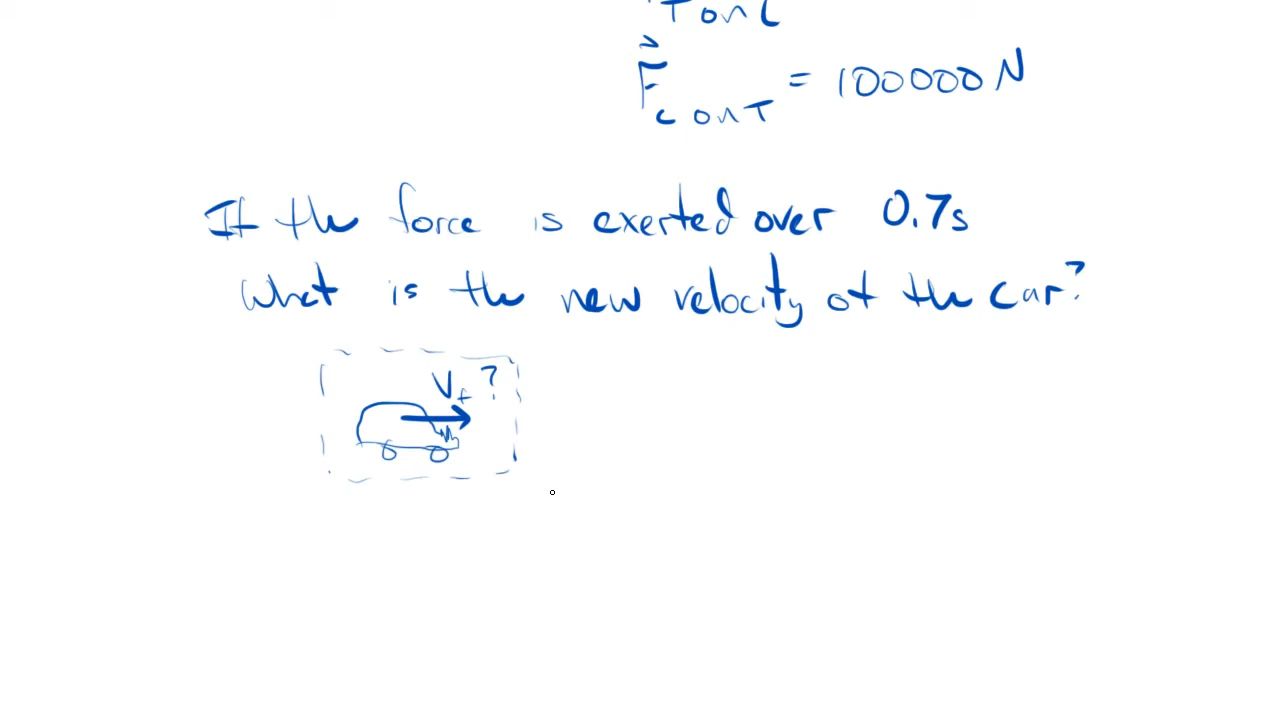 TonC
F⃗ConT = 100000 N
If the force is exerted over 0.7s
What is the new velocity of the car?
Vf ?